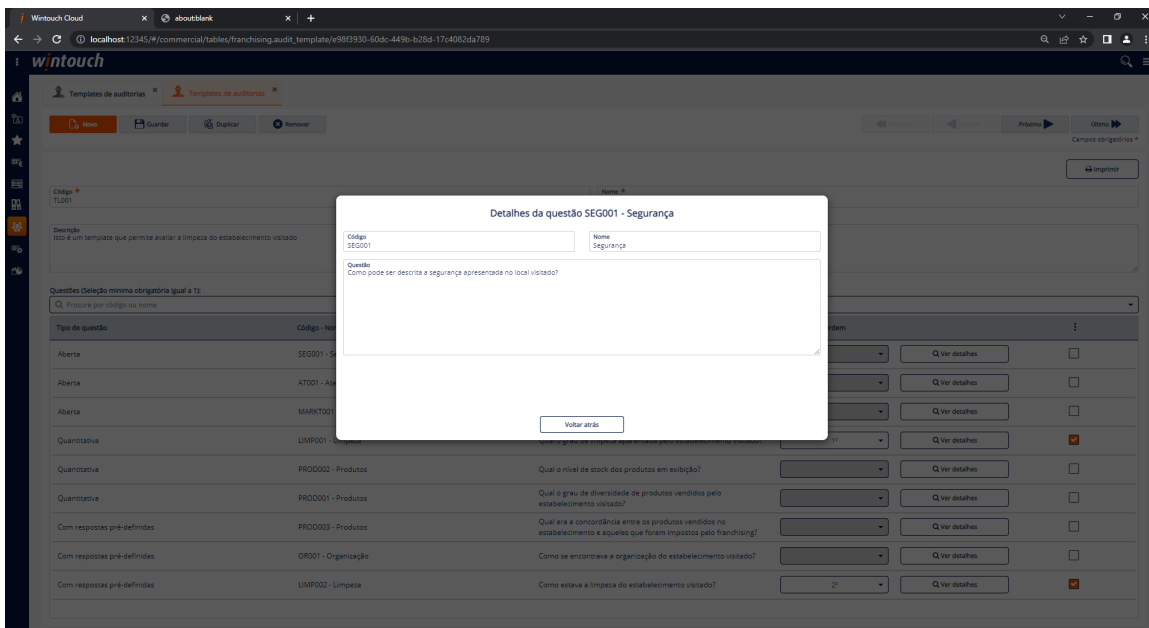 Wintouch Cloud
about:blank
localhost:12345/#/commercial/tables/franchising.audit_template/e98f3930-60dc-449b-b28d-17c4082da789
wintouch
Templates de auditorias
Templates de auditorias
Novo
Guardar
Duplicar
Remover
Próximo
Último
Campos obrigatórios *
Imprimir
Código *
TL001
Nome *
Descrição
Isto é um template que permite avaliar a limpeza do estabelecimento visitado
Detalhes da questão SEG001 - Segurança
Código
SEG001
Nome
Segurança
Questão
Como pode ser descrita a segurança apresentada no local visitado?
Voltar atrás
Questões (Seleção mínima obrigatória igual a 1):
Procure por código ou nome
Tipo de questão
Aberta
SEG001 - Se
Ver detalhes
Aberta
AT001 - Ate
Ver detalhes
Aberta
MARKT001
Ver detalhes
Quantitativa
LIMP001 - Limpeza
Qual o grau de limpeza aparentada pelo estabelecimento visitado?
1º
Ver detalhes
Quantitativa
PROD002 - Produtos
Qual o nível de stock dos produtos em exibição?
Ver detalhes
Quantitativa
PROD001 - Produtos
Qual o grau de diversidade de produtos vendidos pelo
estabelecimento visitado?
Ver detalhes
Com respostas pré-definidas
PROD003 - Produtos
Qual era a concordância entre os produtos vendidos no
estabelecimento e aqueles que foram impostos pelo franchising?
Ver detalhes
Com respostas pré-definidas
OR001 - Organização
Como se encontrava a organização do estabelecimento visitado?
Ver detalhes
Com respostas pré-definidas
LIMP002 - Limpeza
Como estava a limpeza do estabelecimento visitado?
2º
Ver detalhes